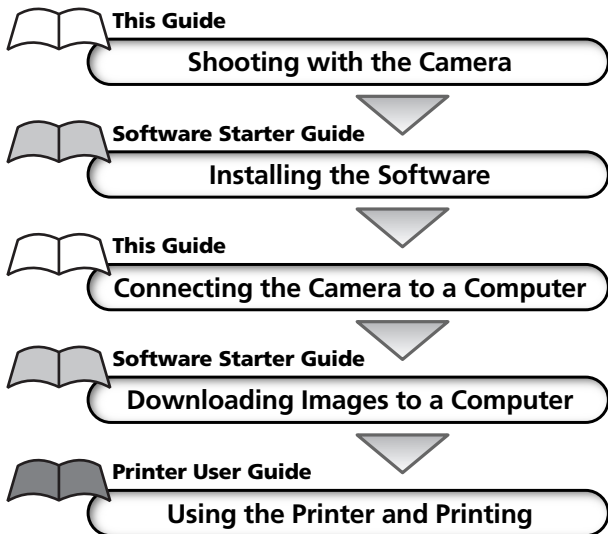 This Guide
Shooting with the Camera
Software Starter Guide
Installing the Software
This Guide
Connecting the Camera to a Computer
Software Starter Guide
Downloading Images to a Computer
Printer User Guide
Using the Printer and Printing